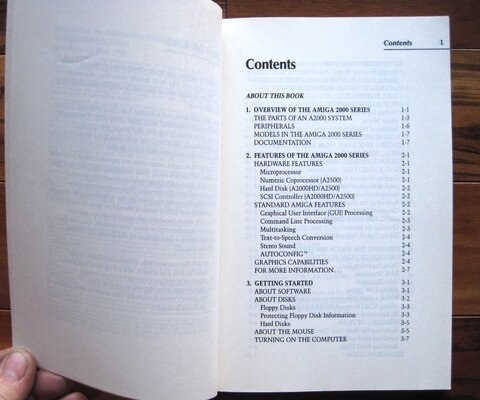 Contents 1
Contents
ABOUT THIS BOOK
1. OVERVIEW OF THE AMIGA 2000 SERIES 1-1
THE PARTS OF AN A2000 SYSTEM 1-3
PERIPHERALS 1-6
MODELS IN THE AMIGA 2000 SERIES 1-7
DOCUMENTATION 1-7
2. FEATURES OF THE AMIGA 2000 SERIES 2-1
HARDWARE FEATURES 2-1
Microprocessor 2-1
Numeric Coprocessor (A2500) 2-1
Hard Disk (A2000HD/A2500) 2-2
SCSI Controller (A2000HD/A2500) 2-2
STANDARD AMIGA FEATURES 2-2
Graphical User Interface (GUI) Processing 2-2
Command Line Processing 2-3
Multitasking 2-3
Text-to-Speech Conversion 2-4
Stereo Sound 2-4
AUTOCONFIG™ 2-4
GRAPHICS CAPABILITIES 2-4
FOR MORE INFORMATION... 2-7
3. GETTING STARTED 3-1
ABOUT SOFTWARE 3-1
ABOUT DISKS 3-2
Floppy Disks 3-3
Protecting Floppy Disk Information 3-3
Hard Disks 3-5
ABOUT THE MOUSE 3-5
TURNING ON THE COMPUTER 3-7